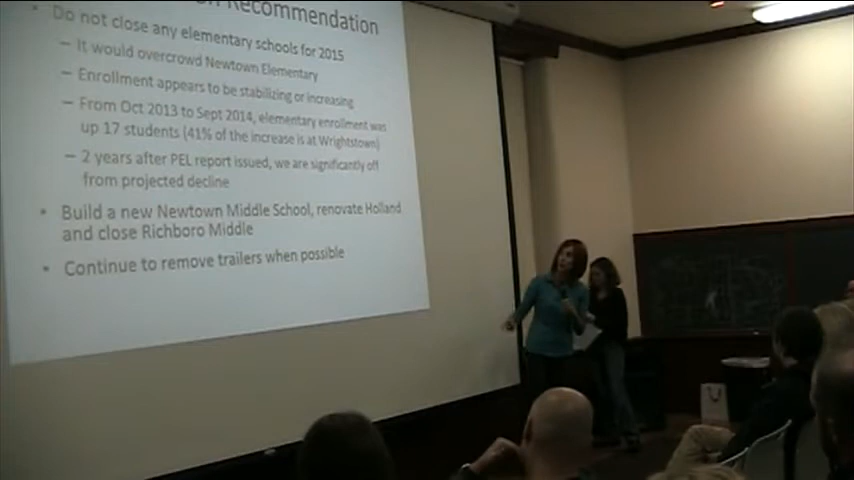 Recommendation
• Do not close any elementary schools for 2015
– It would overcrowd Newtown Elementary
– Enrollment appears to be stabilizing or increasing
– From Oct 2013 to Sept 2014, elementary enrollment was
up 17 students (41% of the increase is at Wrightstown)
– 2 years after PEL report issued, we are significantly off
from projected decline
• Build a new Newtown Middle School, renovate Holland
and close Richboro Middle
• Continue to remove trailers when possible